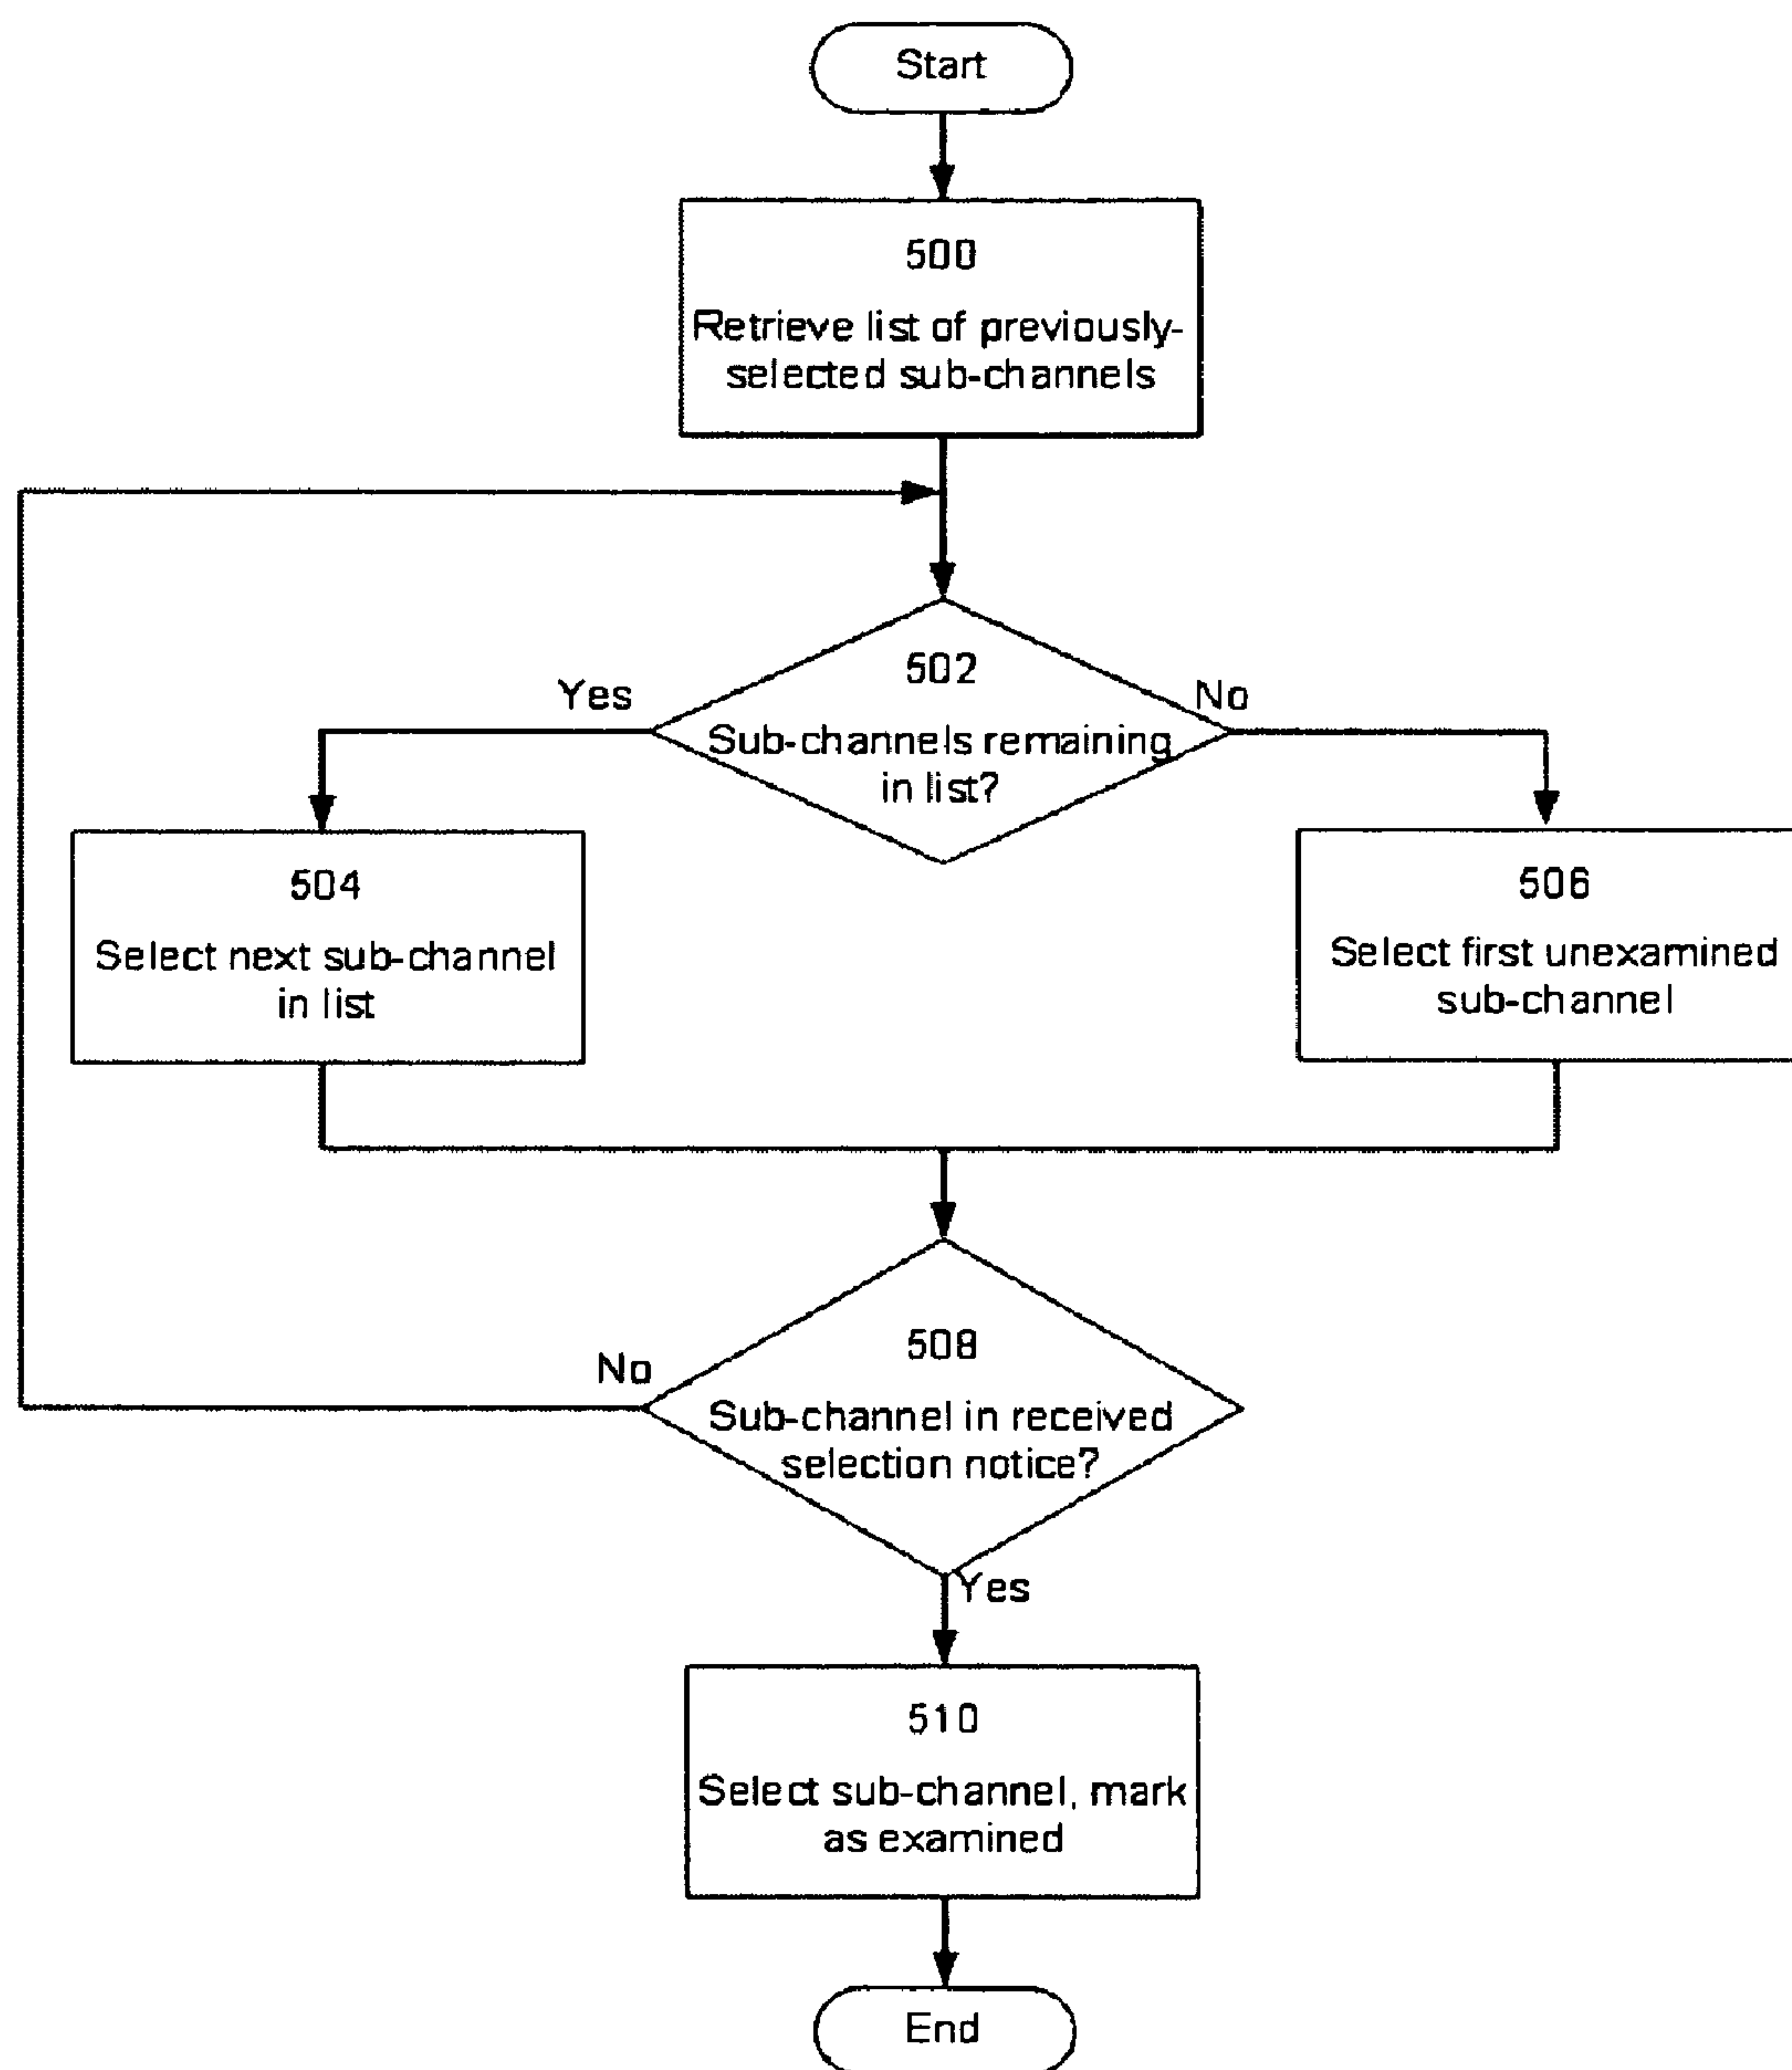 Start
500
Retrieve list of previously-
selected sub-channels
502
Yes
No
Sub-channels remaining
in list?
504
Select next sub-channel
in list
506
Select first unexamined
sub-channel
508
No
Sub-channel in received
selection notice?
Yes
510
Select sub-channel, mark
as examined
End